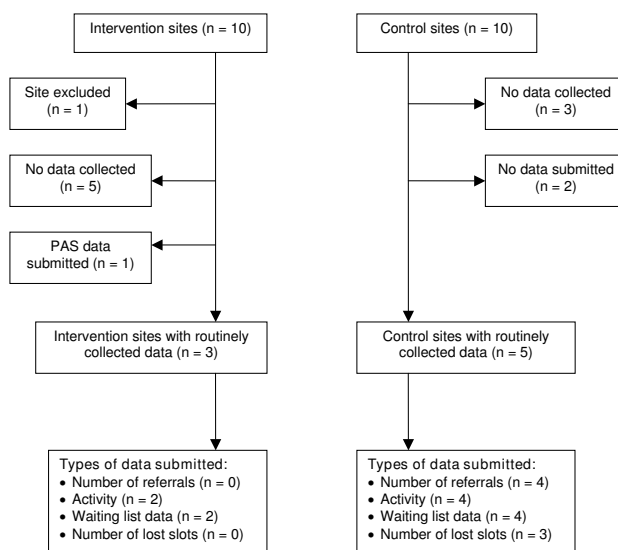 Intervention sites (n = 10)
Control sites (n = 10)
Site excluded
(n = 1)
No data collected
(n = 3)
No data collected
(n = 5)
No data submitted
(n = 2)
PAS data
submitted (n = 1)
Intervention sites with routinely
collected data (n = 3)
Control sites with routinely
collected data (n = 5)
Types of data submitted:
• Number of referrals (n = 0)
• Activity (n = 2)
• Waiting list data (n = 2)
• Number of lost slots (n = 0)
Types of data submitted:
• Number of referrals (n = 4)
• Activity (n = 4)
• Waiting list data (n = 4)
• Number of lost slots (n = 3)